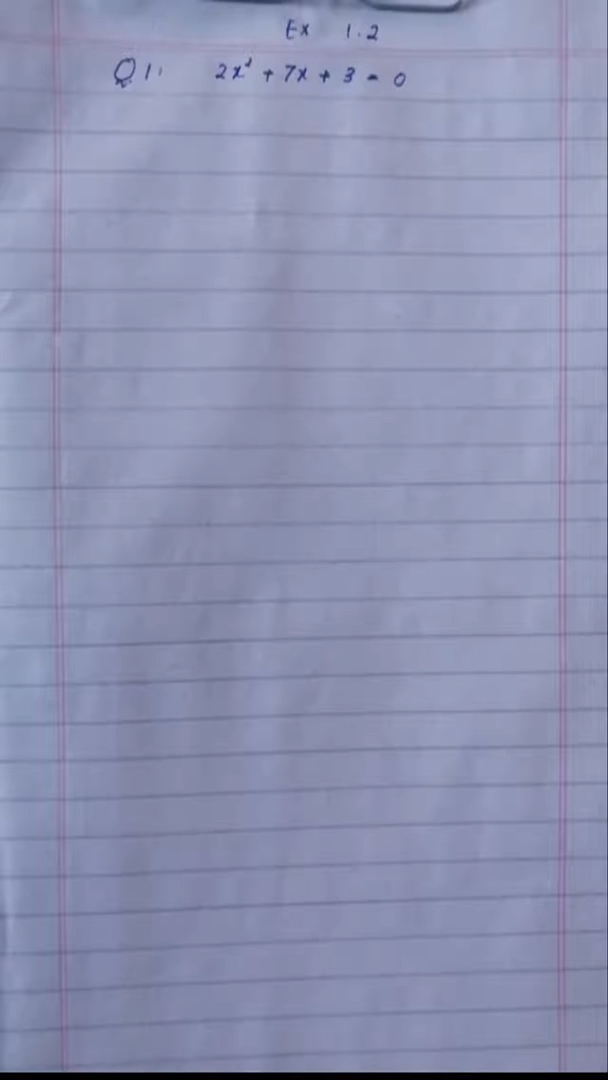 Ex 1.2
Q1. 2x² + 7x + 3 = 0